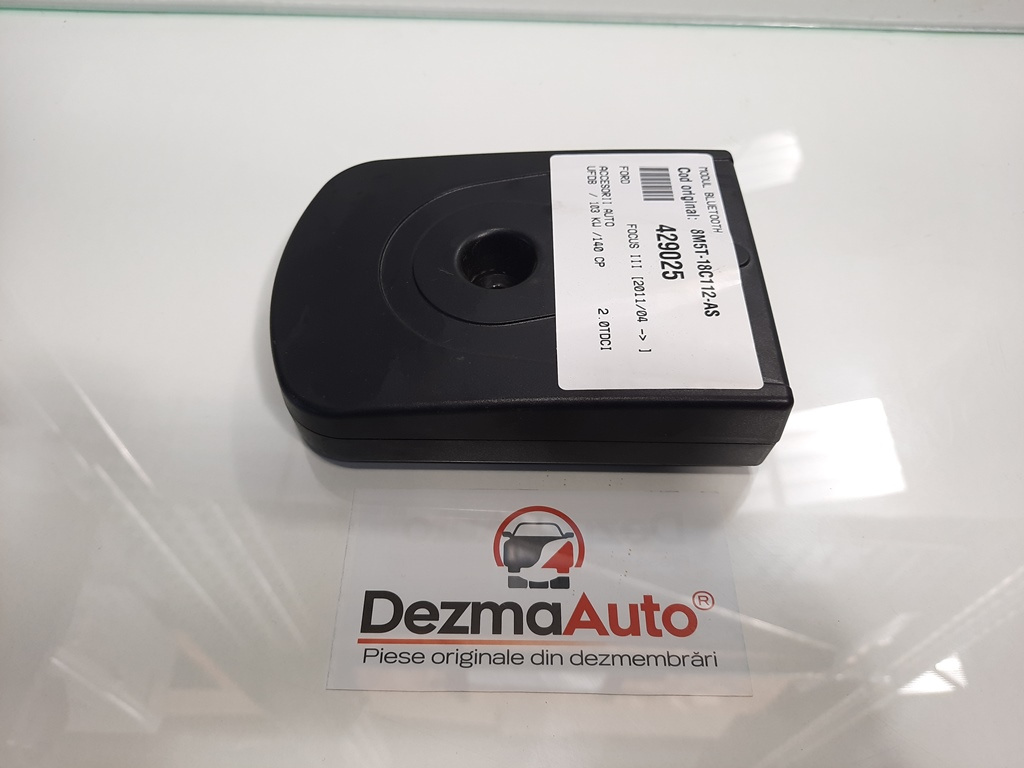 MODUL BLUETOOTH
Cod original: 8M5T-18C112-AS
429025
FORD FOCUS III [2011/04 -> ]
ACCESORII AUTO
UFDB / 103 KW /140 CP 2.0TDCI
DezmaAuto®
Piese originale din dezmembrări